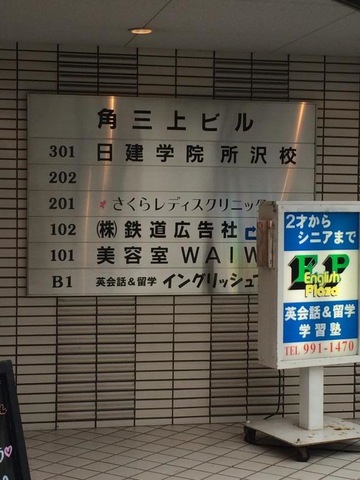 角三上ビル
301 日建学院 所沢校
202
201 さくらレディスクリニック
102 ㈱鉄道広告社
101 美容室 WAIW
B1 英会話&留学 イングリッシュ
2才から
シニアまで
EP
English
Plaza
英会話&留学
学習塾
TEL 991-1470